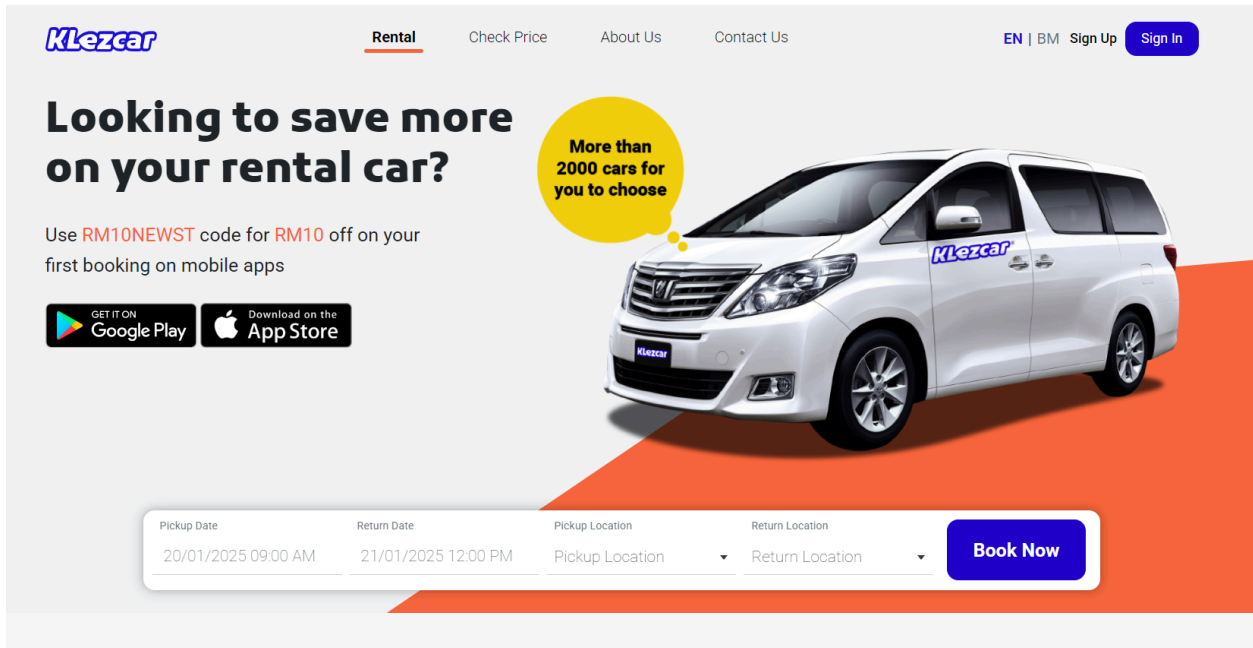 KLezcar
Rental
Check Price
About Us
Contact Us
EN | BM
Sign Up
Sign In
Looking to save more
on your rental car?
More than
2000 cars for
you to choose
Use RM10NEWST code for RM10 off on your
first booking on mobile apps
GET IT ON
Google Play
Download on the
App Store
KLezcar
KLezcar
Pickup Date
Return Date
Pickup Location
Return Location
20/01/2025 09:00 AM
21/01/2025 12:00 PM
Pickup Location
Return Location
Book Now